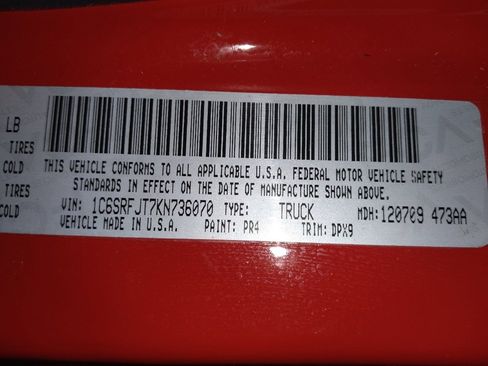 LB
TIRES
COLD
TIRES
COLD
THIS VEHICLE CONFORMS TO ALL APPLICABLE U.S.A. FEDERAL MOTOR VEHICLE SAFETY
STANDARDS IN EFFECT ON THE DATE OF MANUFACTURE SHOWN ABOVE.
VIN: 1C6SRFJT7KN736070 TYPE: TRUCK MDH: 120709 473AA
VEHICLE MADE IN U.S.A. PAINT: PR4 TRIM: DPX9